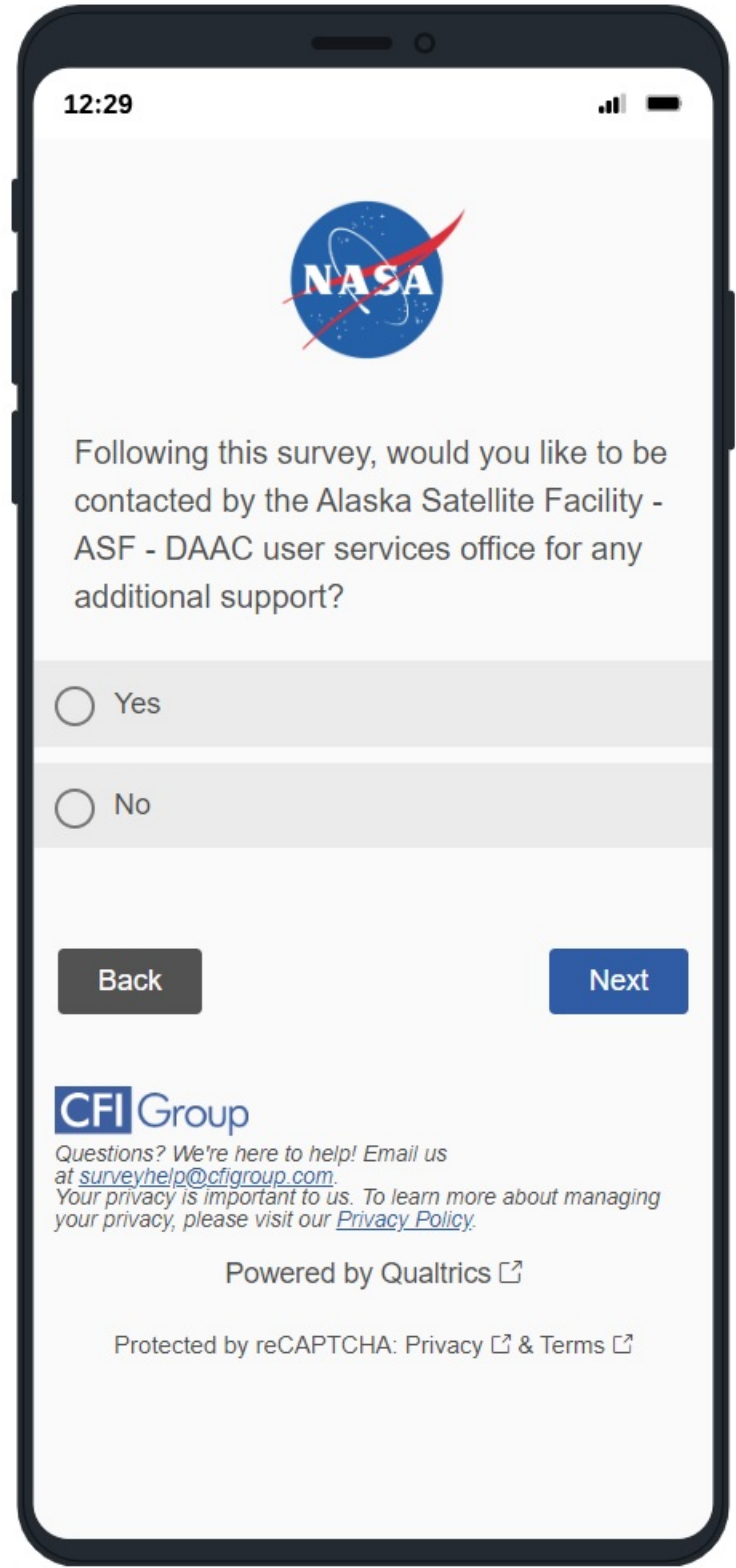 12:29
NASA
Following this survey, would you like to be
contacted by the Alaska Satellite Facility -
ASF - DAAC user services office for any
additional support?
Yes
No
Back
Next
CFI Group
Questions? We're here to help! Email us
at surveyhelp@cfigroup.com.
Your privacy is important to us. To learn more about managing
your privacy, please visit our Privacy Policy.
Powered by Qualtrics
Protected by reCAPTCHA: Privacy & Terms